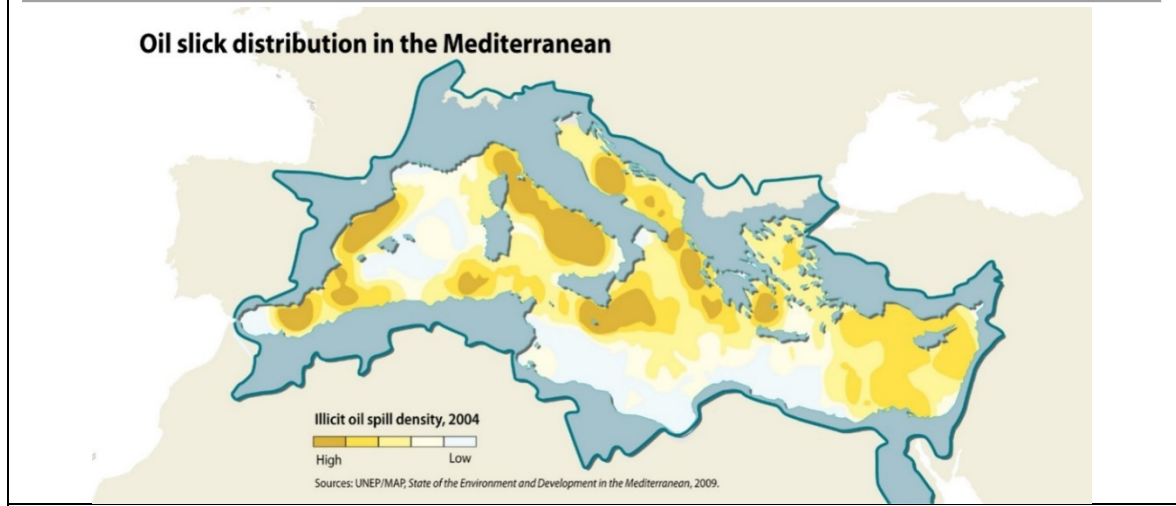 Oil slick distribution in the Mediterranean
Illicit oil spill density, 2004
High Low
Sources: UNEP/MAP, State of the Environment and Development in the Mediterranean, 2009.